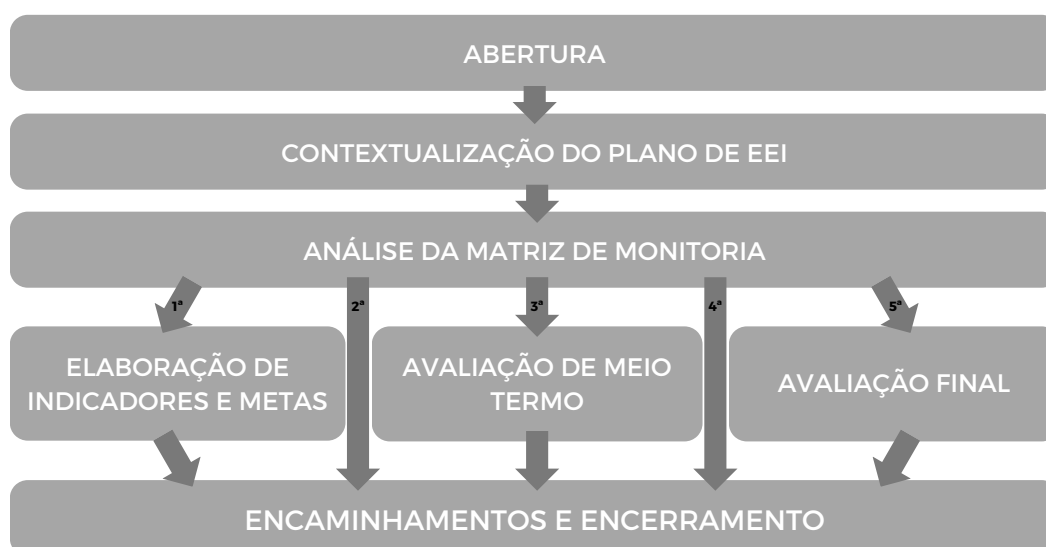 ABERTURA
CONTEXTUALIZAÇÃO DO PLANO DE EEI
ANÁLISE DA MATRIZ DE MONITORIA
1ª
2ª
3ª
4ª
5ª
ELABORAÇÃO DE
INDICADORES E METAS
AVALIAÇÃO DE MEIO
TERMO
AVALIAÇÃO FINAL
ENCAMINHAMENTOS E ENCERRAMENTO